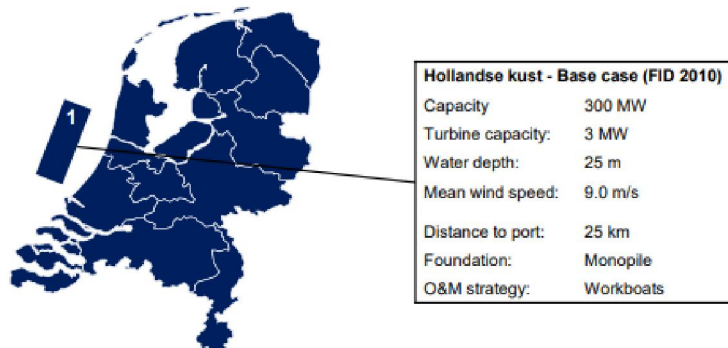 1
Hollandse kust - Base case (FID 2010)
Capacity 300 MW
Turbine capacity: 3 MW
Water depth: 25 m
Mean wind speed: 9.0 m/s
Distance to port: 25 km
Foundation: Monopile
O&M strategy: Workboats